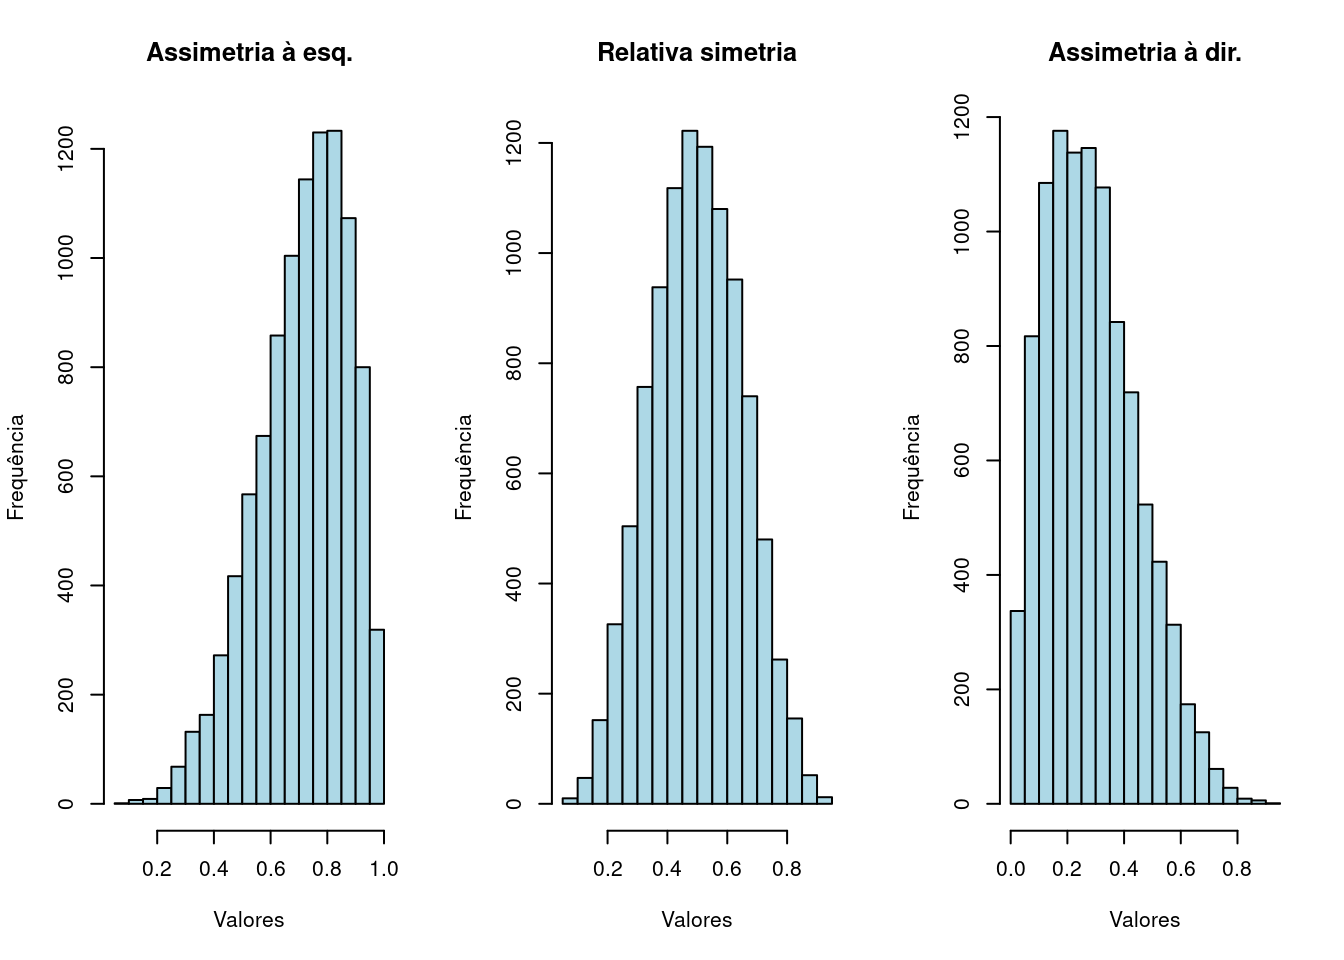 Assimetria à esq.
Frequência
1200
1000
800
600
400
200
0
0.2 0.4 0.6 0.8 1.0
Valores
Relativa simetria
Frequência
1200
1000
800
600
400
200
0
0.2 0.4 0.6 0.8
Valores
Assimetria à dir.
Frequência
1200
1000
800
600
400
200
0
0.0 0.2 0.4 0.6 0.8
Valores